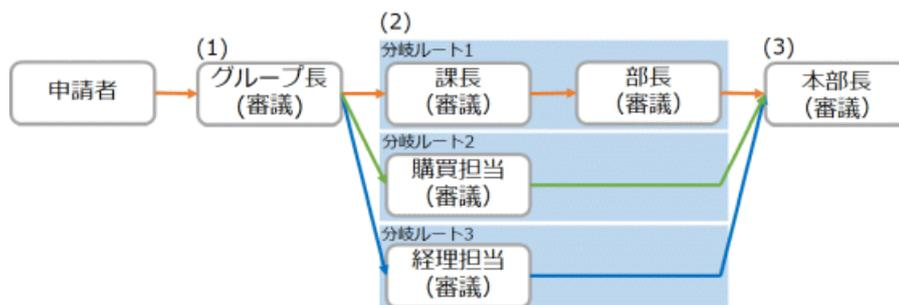 (1)
(2)
(3)
申請者
グループ長
(審議)
分岐ルート1
課長
(審議)
部長
(審議)
本部長
(審議)
分岐ルート2
購買担当
(審議)
分岐ルート3
経理担当
(審議)